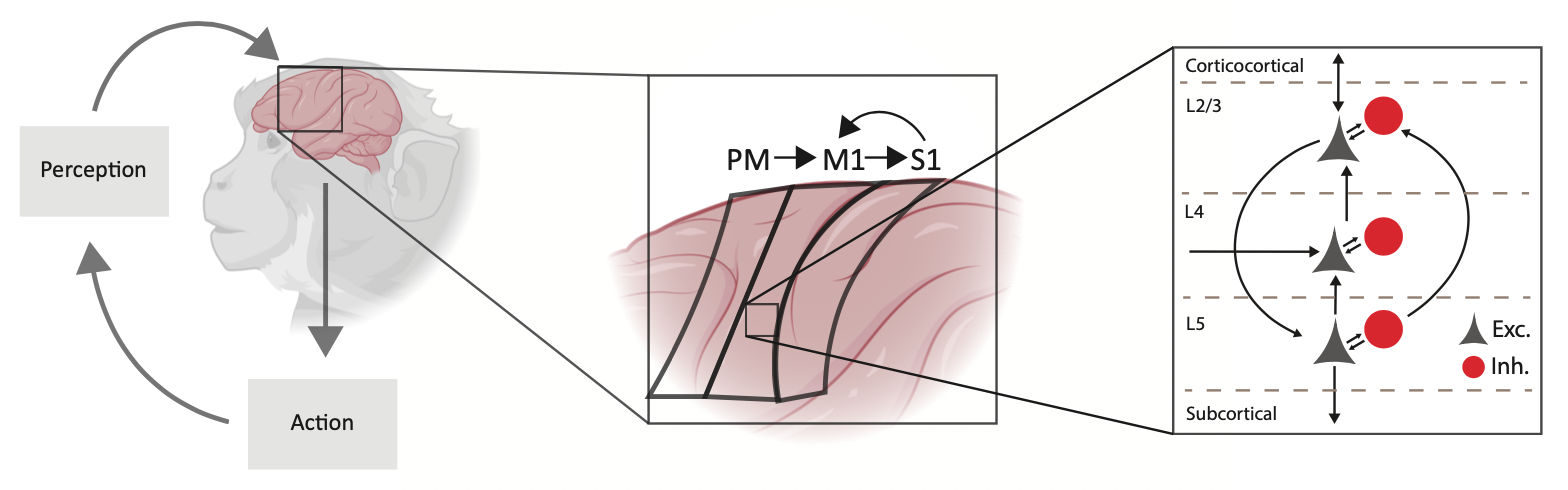 Perception
Action
PM M1 S1
Corticocortical
L2/3
L4
L5
Exc.
Inh.
Subcortical